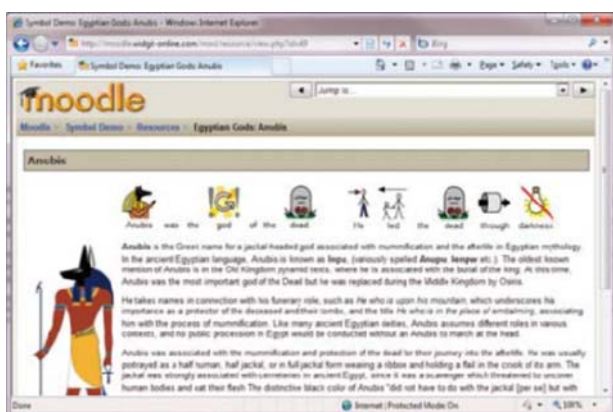 Symbol Demo: Egyptian Gods: Anubis - Windows Internet Explorer
Bing
Favorites Symbol Demo: Egyptian Gods: Anubis Page Safety Tools
moodle
Jump to...
Moodle Symbol Demo Resources Egyptian Gods: Anubis
Anubis
Anubis was the god of the dead. He led the dead through darkness
Anubis is the Greek name for a jackal-headed god associated with mummification and the afterlife in Egyptian mythology.
In the ancient Egyptian language, Anubis is known as Inpu, (variously spelled Anupu, Ienpw etc.). The oldest known
mention of Anubis is in the Old Kingdom pyramid texts, where he is associated with the burial of the king. At this time,
Anubis was the most important god of the Dead but he was replaced during the Middle Kingdom by Osiris.
He takes names in connection with his funerary role, such as He who is upon his mountain, which underscores his
importance as a protector of the deceased and their tombs, and the title He who is in the place of embalming, associating
him with the process of mummification. Like many ancient Egyptian deities, Anubis assumes different roles in various
contexts, and no public procession in Egypt would be conducted without an Anubis to march at the head.
Anubis was associated with the mummification and protection of the dead for their journey into the afterlife. He was usually
portrayed as a half human, half jackal, or in full jackal form wearing a ribbon and holding a flail in the crook of its arm. The
jackal was strongly associated with cemeteries in ancient Egypt, since it was a scavenger which threatened to uncover
human bodies and eat their flesh The distinctive black color of Anubis "did not have to do with the jackal [per se] but with
Done Internet | Protected Mode: On 100%